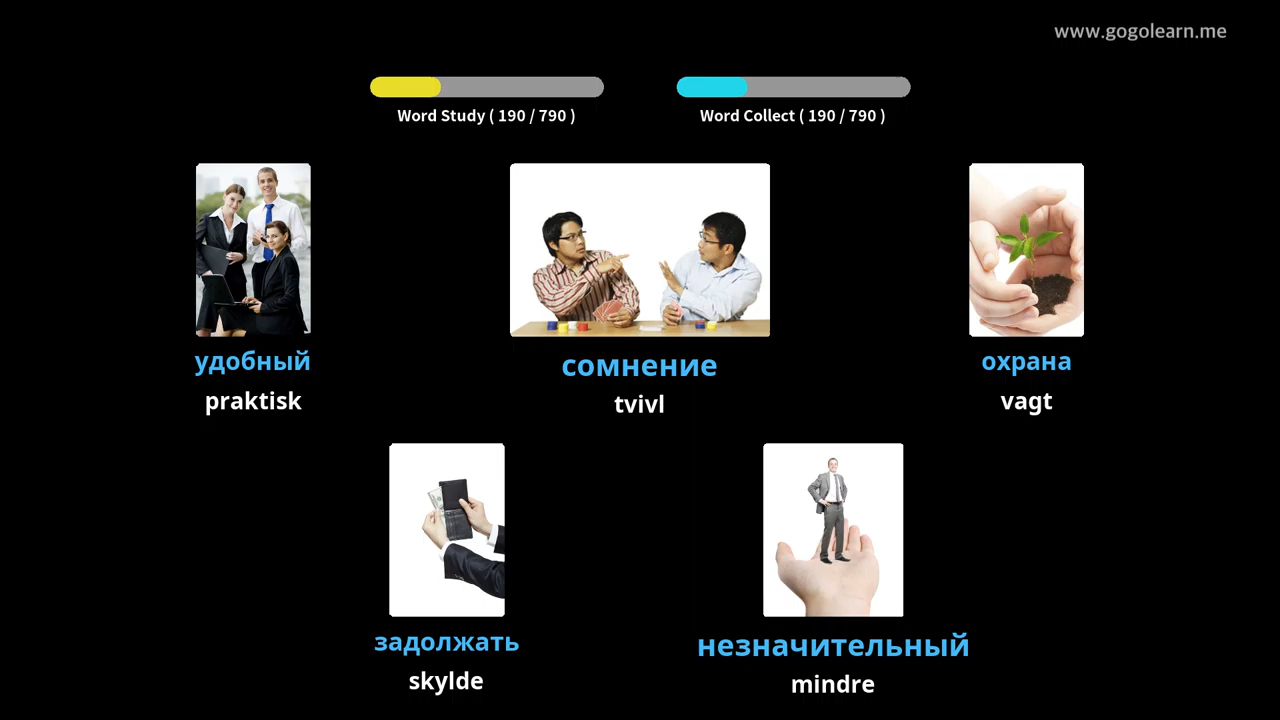 www.gogolearn.me
Word Study ( 190 / 790 )
Word Collect ( 190 / 790 )
удобный
praktisk
сомнение
tvivl
охрана
vagt
задолжать
skylde
незначительный
mindre